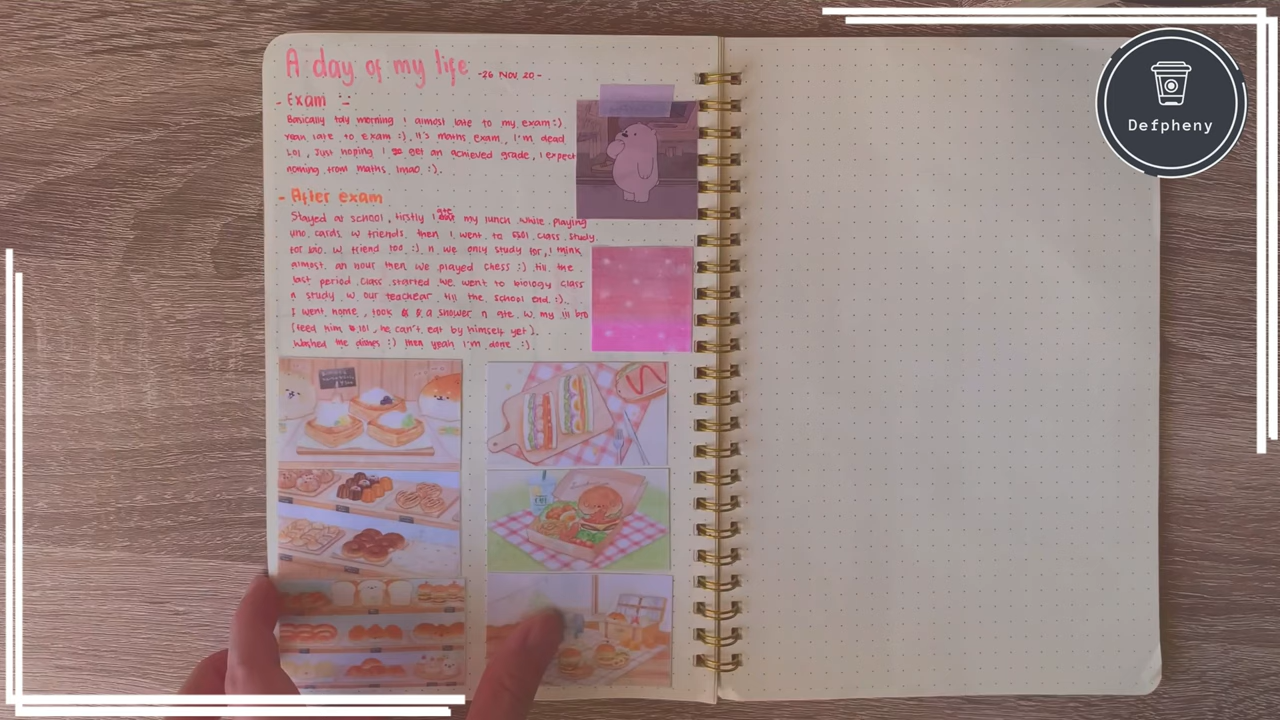 A day of my life -26 NOV 20-
- Exam :-
Basically tdy morning I almost late to my exam :)
yeah late to exam :), it's maths exam, I'm dead
LOL, Just hoping I get an achieved grade, I expect
nothing from maths, lmao :).
- After exam
Stayed at school, firstly I ate my lunch while playing
uno cards w friends, then I went to ESOL class study
for bio w friend too :) n we only study for, I think
almost an hour then we played chess :) till the
last period class started we went to biology class
n study w our teachear till the school end :).
I went home, took a shower n ate w my lil bro
(feed him lol, he can't eat by himself yet).
Washed the dishes :) then yeah I'm done :).
Defpheny